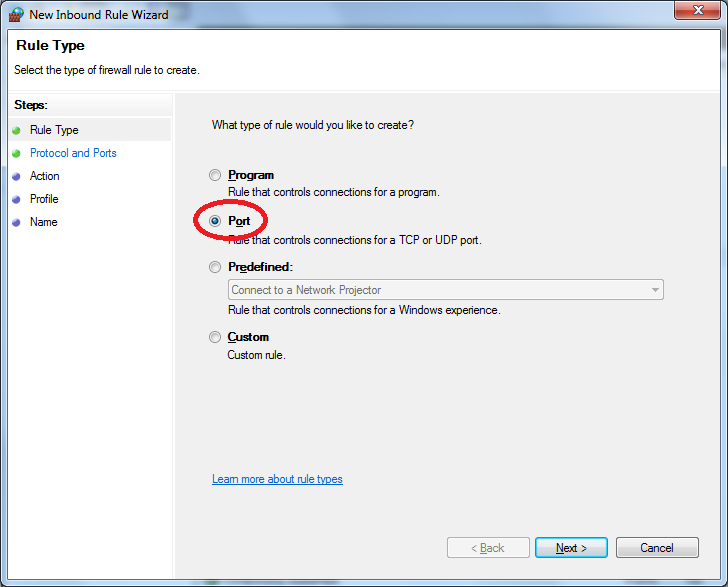 New Inbound Rule Wizard
Rule Type
Select the type of firewall rule to create.
Steps:
Rule Type
Protocol and Ports
Action
Profile
Name
What type of rule would you like to create?
Program
Rule that controls connections for a program.
Port
Rule that controls connections for a TCP or UDP port.
Predefined:
Connect to a Network Projector
Rule that controls connections for a Windows experience.
Custom
Custom rule.
Learn more about rule types
< Back
Next >
Cancel